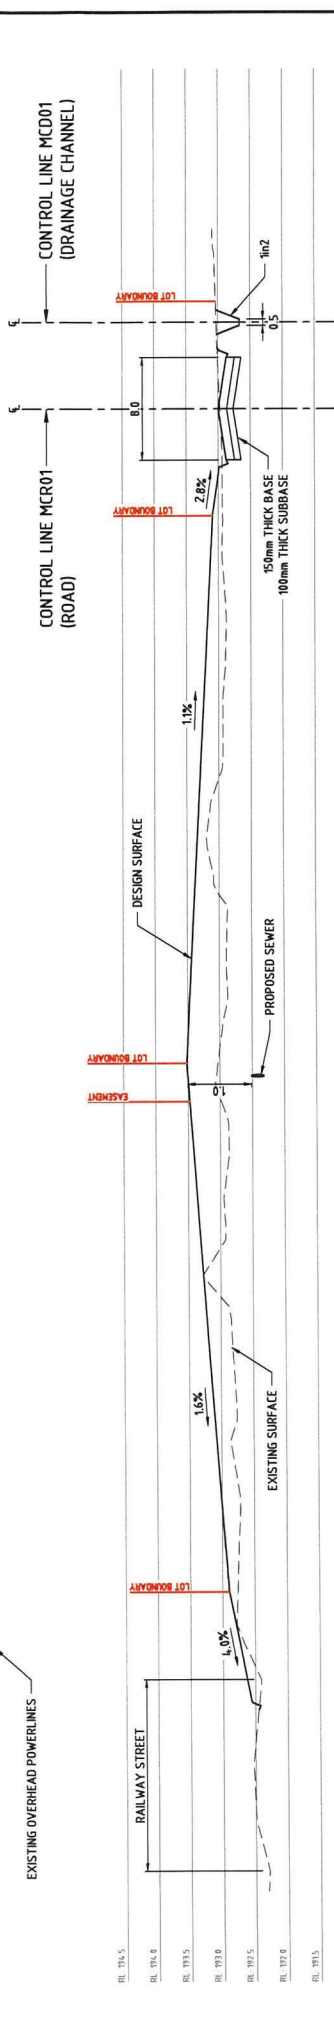 EXISTING OVERHEAD POWERLINES
RAILWAY STREET
4.0%
LOT BOUNDARY
1.6%
EXISTING SURFACE
EASEMENT
LOT BOUNDARY
1.0
PROPOSED SEWER
DESIGN SURFACE
1.1%
LOT BOUNDARY
2.8%
CONTROL LINE MCR01
(ROAD)
8.0
150mm THICK BASE
100mm THICK SUBBASE
CONTROL LINE MCD01
(DRAINAGE CHANNEL)
LOT BOUNDARY
1in2
0.5
RL 194.5
RL 194.0
RL 193.5
RL 193.0
RL 192.5
RL 192.0
RL 191.5